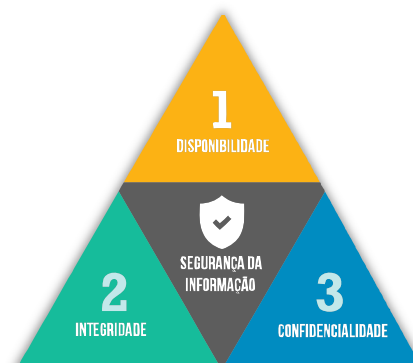 1
DISPONIBILIDADE
SEGURANÇA DA
INFORMAÇÃO
2
INTEGRIDADE
3
CONFIDENCIALIDADE